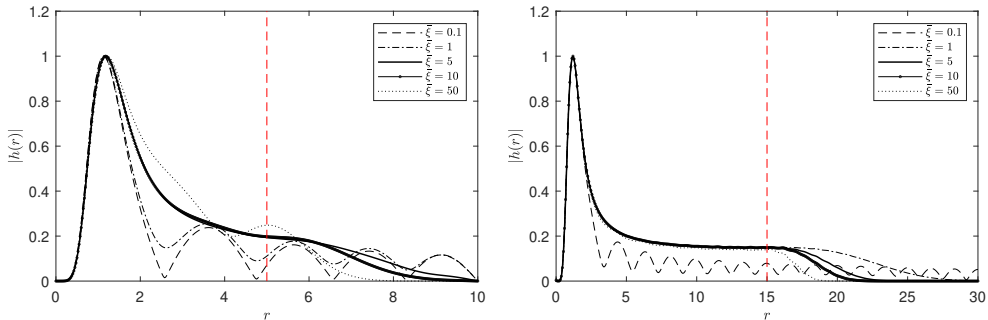 1.2
1
0.8
0.6
0.4
0.2
0
|h(r)|
0 2 4 6 8 10
r
ξ̄ = 0.1
ξ̄ = 1
ξ̄ = 5
ξ̄ = 10
ξ̄ = 50
1.2
1
0.8
0.6
0.4
0.2
0
|h(r)|
0 5 10 15 20 25 30
r
ξ̄ = 0.1
ξ̄ = 1
ξ̄ = 5
ξ̄ = 10
ξ̄ = 50